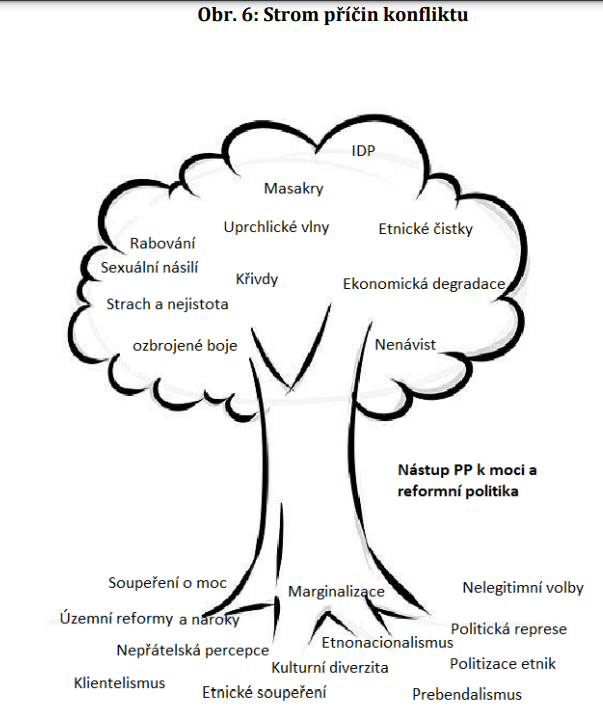 Obr. 6: Strom příčin konfliktu
IDP
Masakry
Uprchlické vlny
Etnické čistky
Rabování
Sexuální násilí
Křivdy
Ekonomická degradace
Strach a nejistota
ozbrojené boje
Nenávist
Nástup PP k moci a
reformní politika
Soupeření o moc
Marginalizace
Nelegitimní volby
Územní reformy a nároky
Politická represe
Etnonacionalismus
Nepřátelská percepce
Kulturní diverzita
Politizace etnik
Klientelismus
Etnické soupeření
Prebendalismus